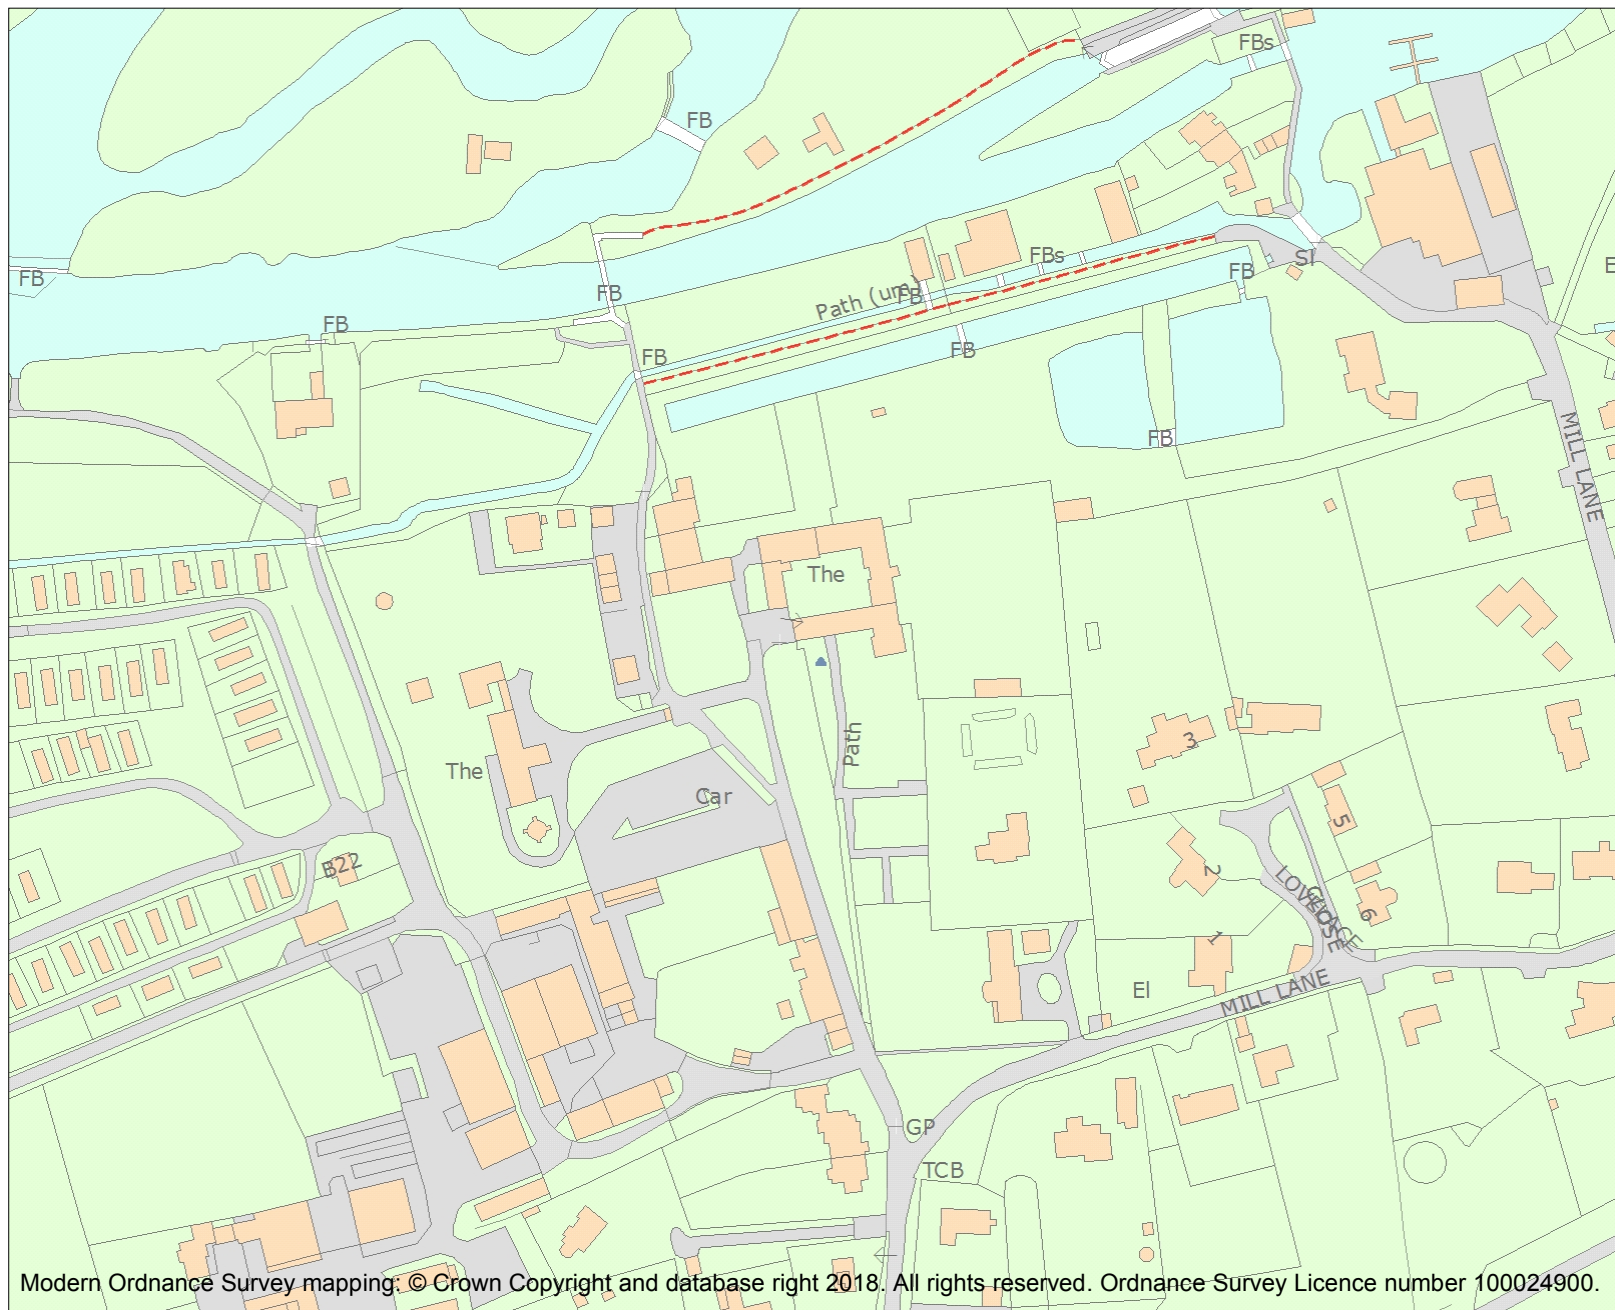 FBs
FB
FB
FBs
SI
FB
E
FB
Path (um)
FB
FB
FB
FB
FB
MILL LANE
The
Path
3
The
Car
5
B22
2
LOVELACE
CLOSE
6
1
El
MILL LANE
GP
TCB
Modern Ordnance Survey mapping: © Crown Copyright and database right 2018. All rights reserved. Ordnance Survey Licence number 100024900.